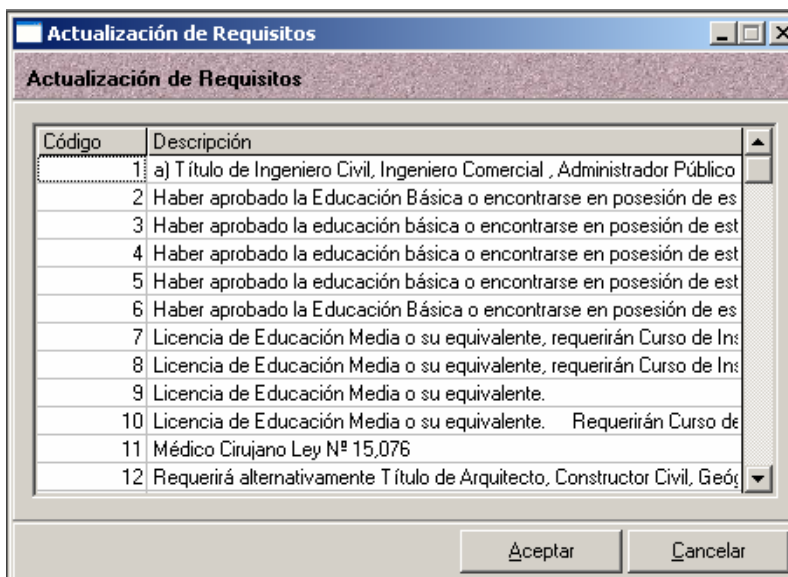 Actualización de Requisitos
Actualización de Requisitos
Código Descripción
1 a) Título de Ingeniero Civil, Ingeniero Comercial , Administrador Público
2 Haber aprobado la Educación Básica o encontrarse en posesión de es
3 Haber aprobado la educación básica o encontrarse en posesión de est
4 Haber aprobado la educación básica o encontrarse en posesión de est
5 Haber aprobado la educación básica o encontrarse en posesión de est
6 Haber aprobado la Educación Básica o encontrarse en posesión de es
7 Licencia de Educación Media o su equivalente, requerirán Curso de Ins
8 Licencia de Educación Media o su equivalente, requerirán Curso de Ins
9 Licencia de Educación Media o su equivalente.
10 Licencia de Educación Media o su equivalente. Requerirán Curso de
11 Médico Cirujano Ley Nº 15,076
12 Requerirá alternativamente Título de Arquitecto, Constructor Civil, Geóg
Aceptar Cancelar